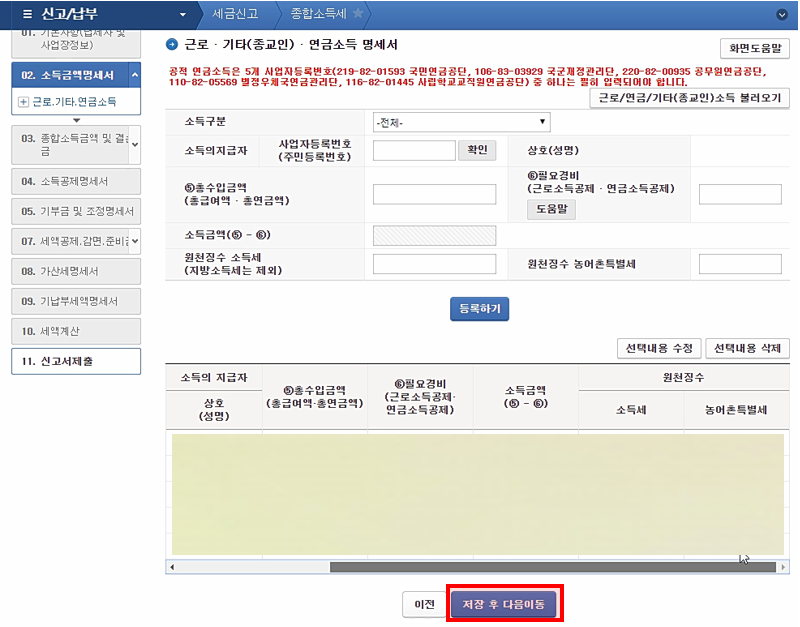 신고/납부
세금신고
종합소득세
01. 기본사항(납세자 및
사업장정보)
02. 소득금액명세서
근로.기타.연금소득
03. 종합소득금액 및 결손
금
04. 소득공제명세서
05. 기부금 및 조정명세서
07. 세액공제.감면.준비금
08. 가산세명세서
09. 기납부세액명세서
10. 세액계산
11. 신고서제출
근로 · 기타(종교인) · 연금소득 명세서
화면도움말
공적 연금소득은 5개 사업자등록번호(219-82-01593 국민연금공단, 106-83-03929 국군재정관리단, 220-82-00935 공무원연금공단,
110-82-05569 별정우체국연금관리단, 116-82-01445 사립학교교직원연금공단) 중 하나는 필히 입력되어야 합니다.
근로/연금/기타(종교인)소득 불러오기
소득구분
-전체-
소득의지급자
사업자등록번호
(주민등록번호)
확인
상호(성명)
⑤총수입금액
(총급여액 · 총연금액)
⑥필요경비
(근로소득공제 · 연금소득공제)
도움말
소득금액(⑤ - ⑥)
원천징수 소득세
(지방소득세는 제외)
원천징수 농어촌특별세
등록하기
선택내용 수정
선택내용 삭제
소득의 지급자
상호
(성명)
⑤총수입금액
(총급여액·총연금액)
⑥필요경비
(근로소득공제·
연금소득공제)
소득금액
(⑤ - ⑥)
원천징수
소득세
농어촌특별세
이전
저장 후 다음이동